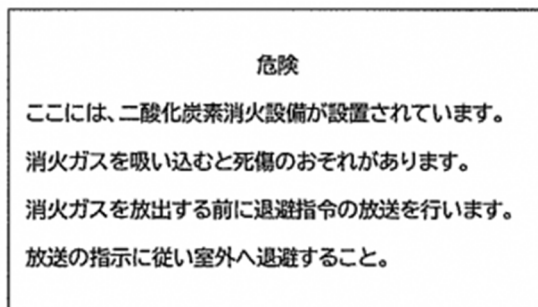 危険
ここには、二酸化炭素消火設備が設置されています。
消火ガスを吸い込むと死傷のおそれがあります。
消火ガスを放出する前に退避指令の放送を行います。
放送の指示に従い室外へ退避すること。